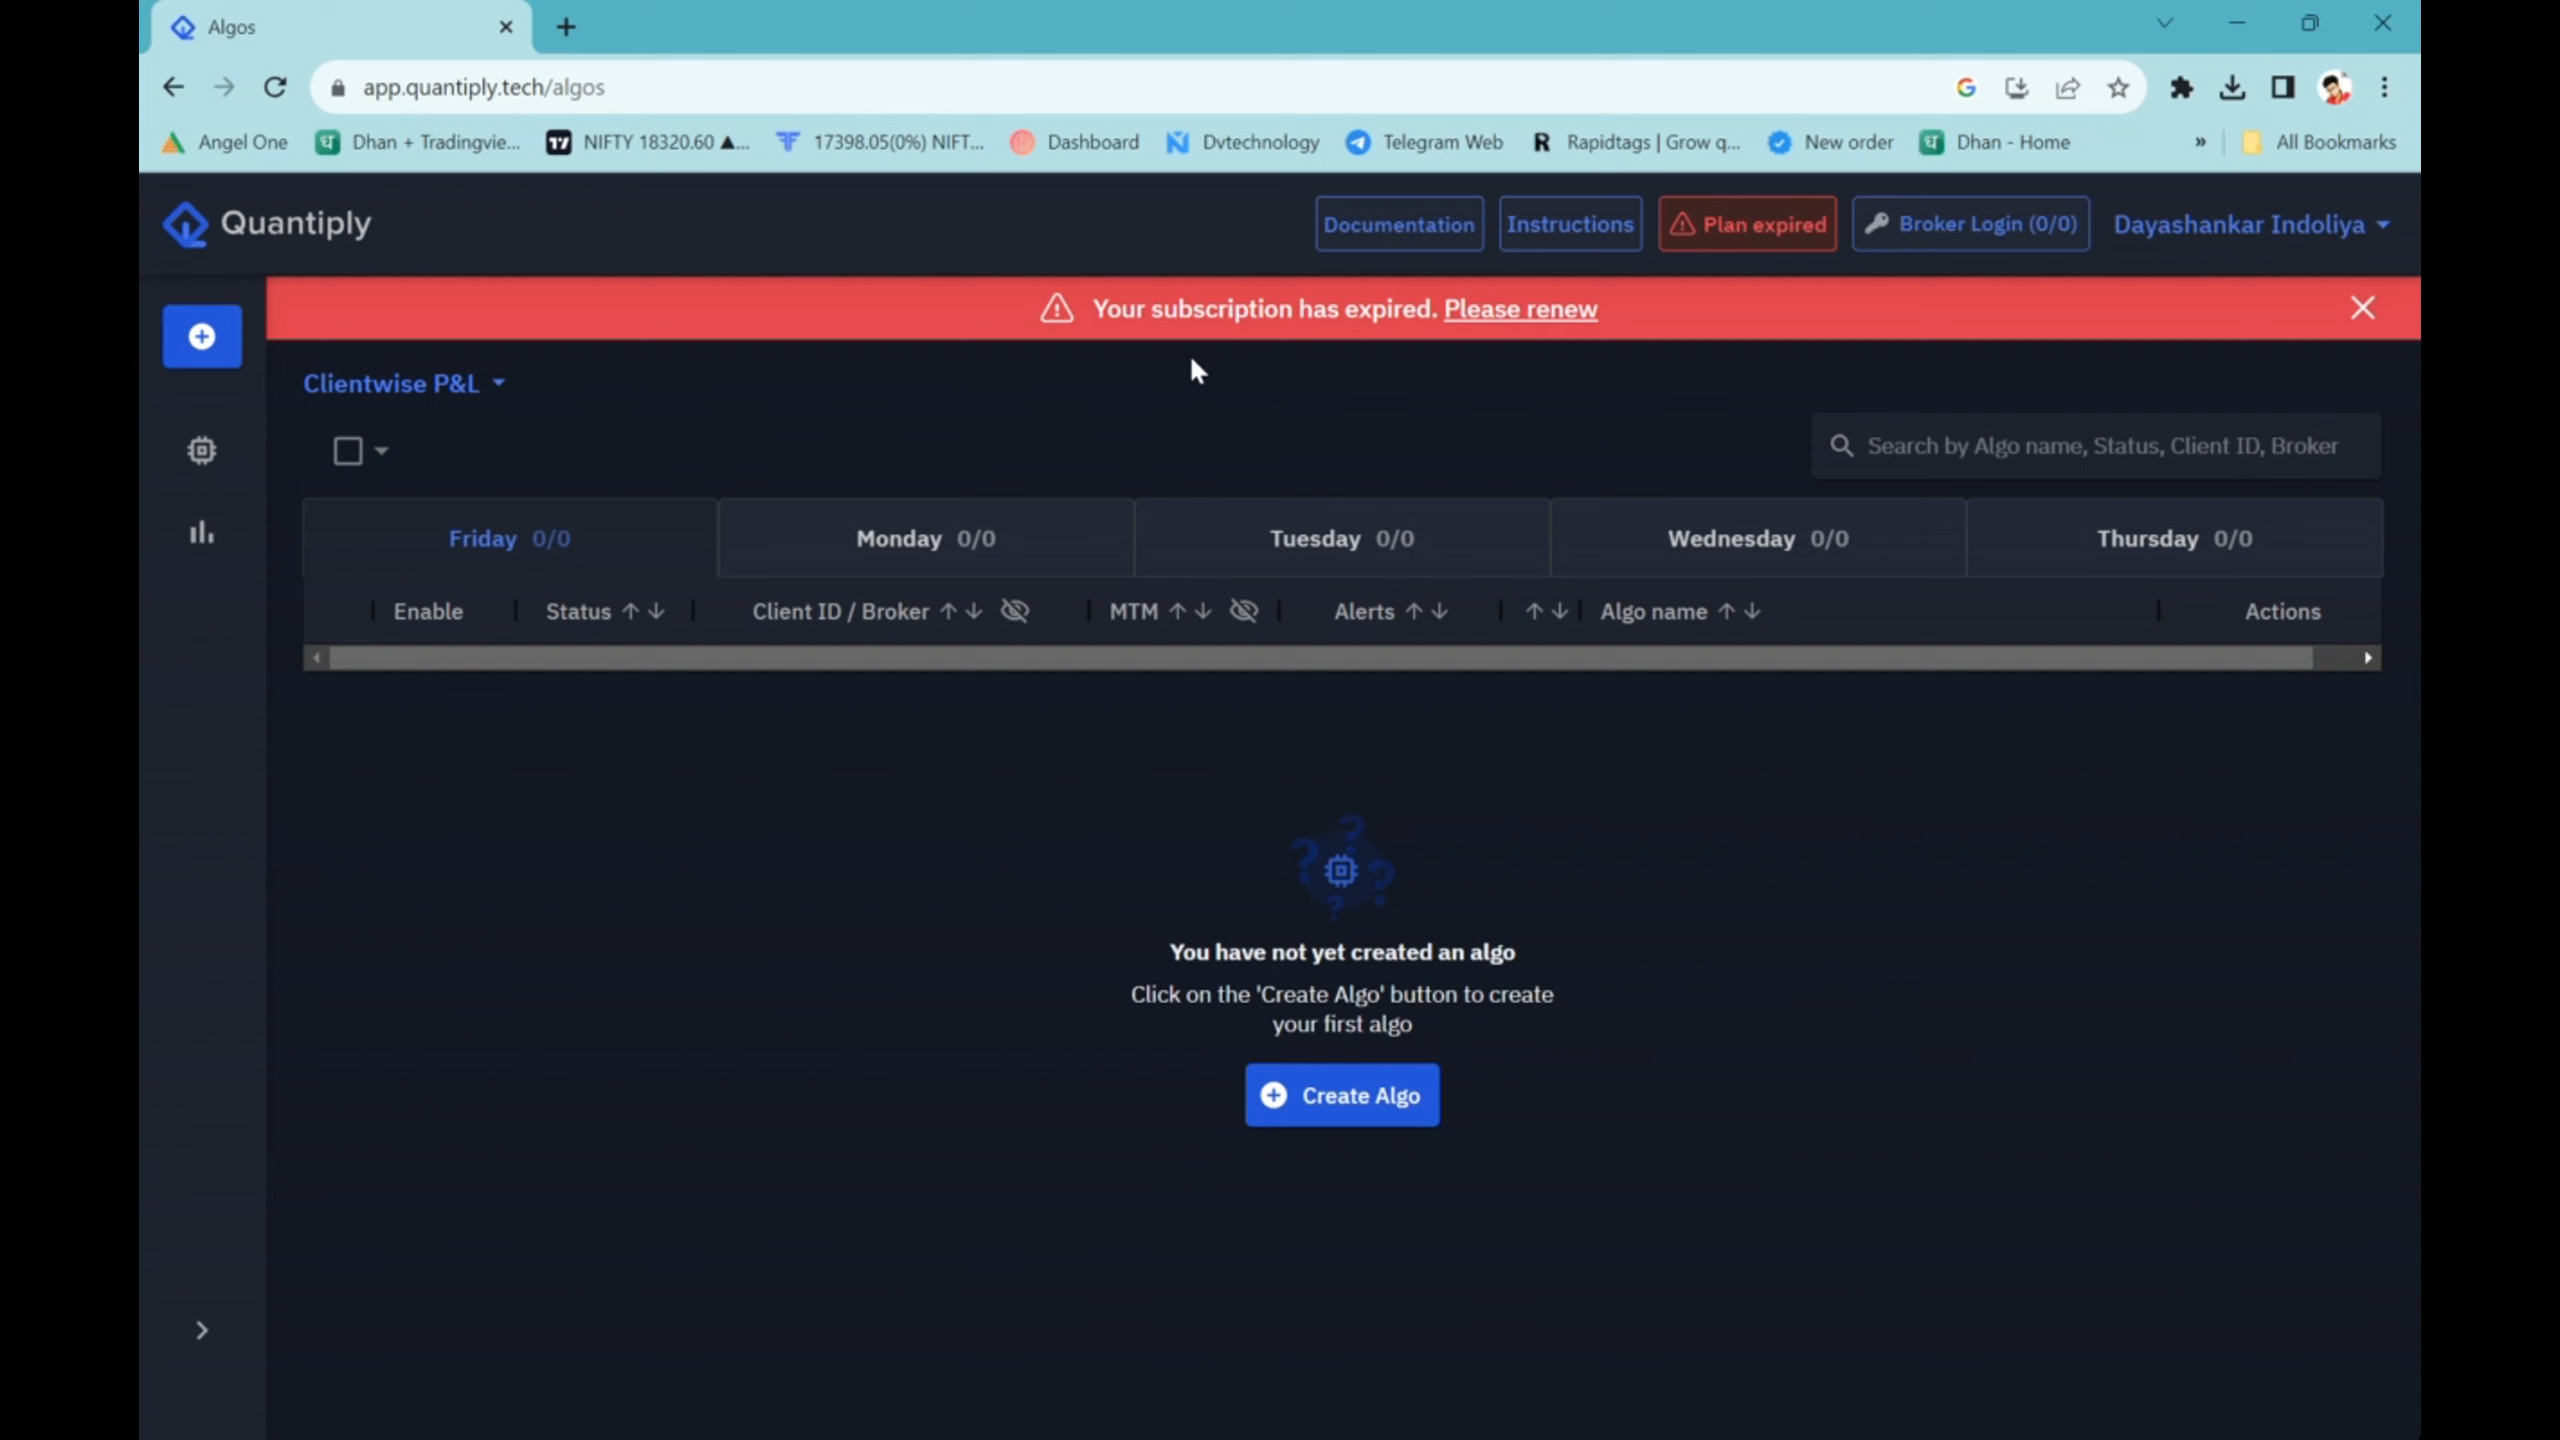 Algos
app.quantiply.tech/algos
Angel One
Dhan + Tradingvie...
NIFTY 18320.60 ▲...
17398.05(0%) NIFT...
Dashboard
Dvtechnology
Telegram Web
Rapidtags | Grow q...
New order
Dhan - Home
»
All Bookmarks
Quantiply
Documentation
Instructions
Plan expired
Broker Login (0/0)
Dayashankar Indoliya
Your subscription has expired. Please renew
Clientwise P&L
Search by Algo name, Status, Client ID, Broker
Friday 0/0
Monday 0/0
Tuesday 0/0
Wednesday 0/0
Thursday 0/0
Enable
Status ↑ ↓
Client ID / Broker ↑ ↓
MTM ↑ ↓
Alerts ↑ ↓
↑ ↓
Algo name ↑ ↓
Actions
You have not yet created an algo
Click on the 'Create Algo' button to create
your first algo
Create Algo